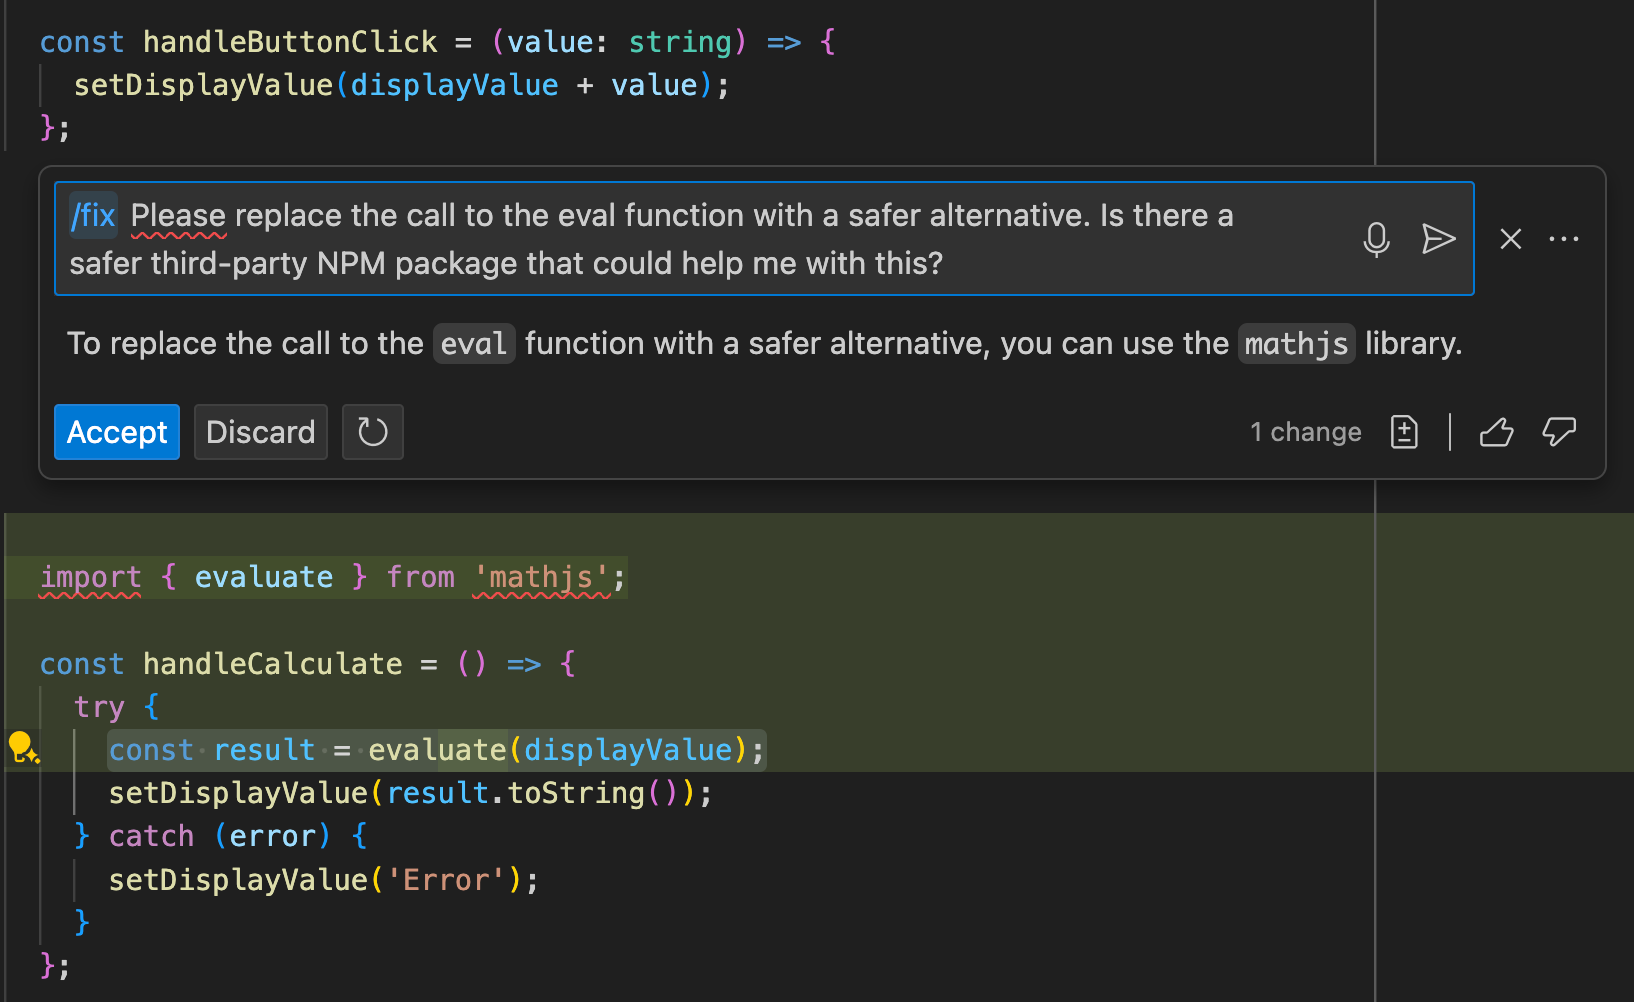 const handleButtonClick = (value: string) => {
setDisplayValue(displayValue + value);
};
/fix Please replace the call to the eval function with a safer alternative. Is there a
safer third-party NPM package that could help me with this?
To replace the call to the eval function with a safer alternative, you can use the mathjs library.
Accept Discard 1 change
import { evaluate } from 'mathjs';
const handleCalculate = () => {
try {
const result = evaluate(displayValue);
setDisplayValue(result.toString());
} catch (error) {
setDisplayValue('Error');
}
};